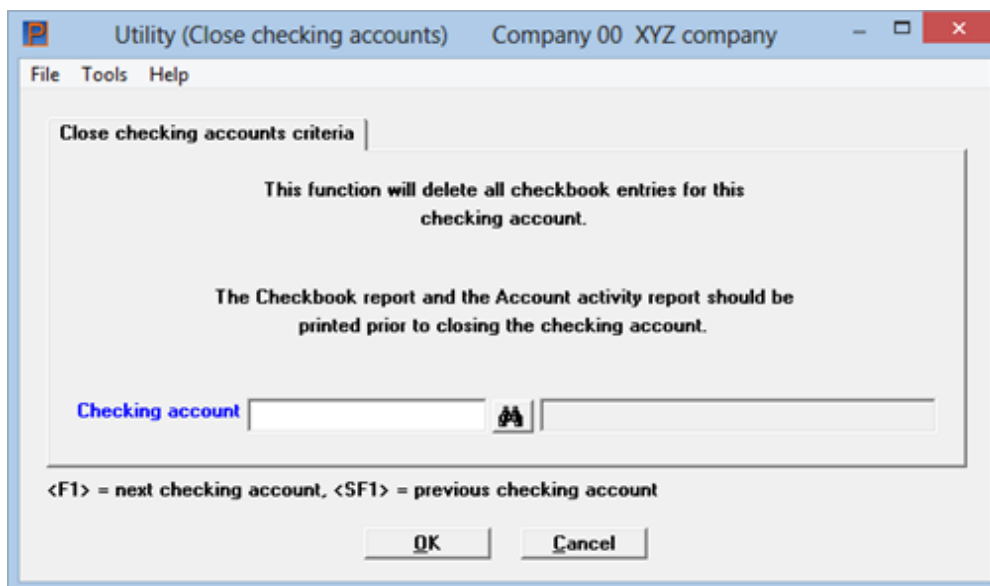 Utility (Close checking accounts) Company 00 XYZ company
File Tools Help
Close checking accounts criteria
This function will delete all checkbook entries for this
checking account.
The Checkbook report and the Account activity report should be
printed prior to closing the checking account.
Checking account
<F1> = next checking account, <SF1> = previous checking account
OK Cancel